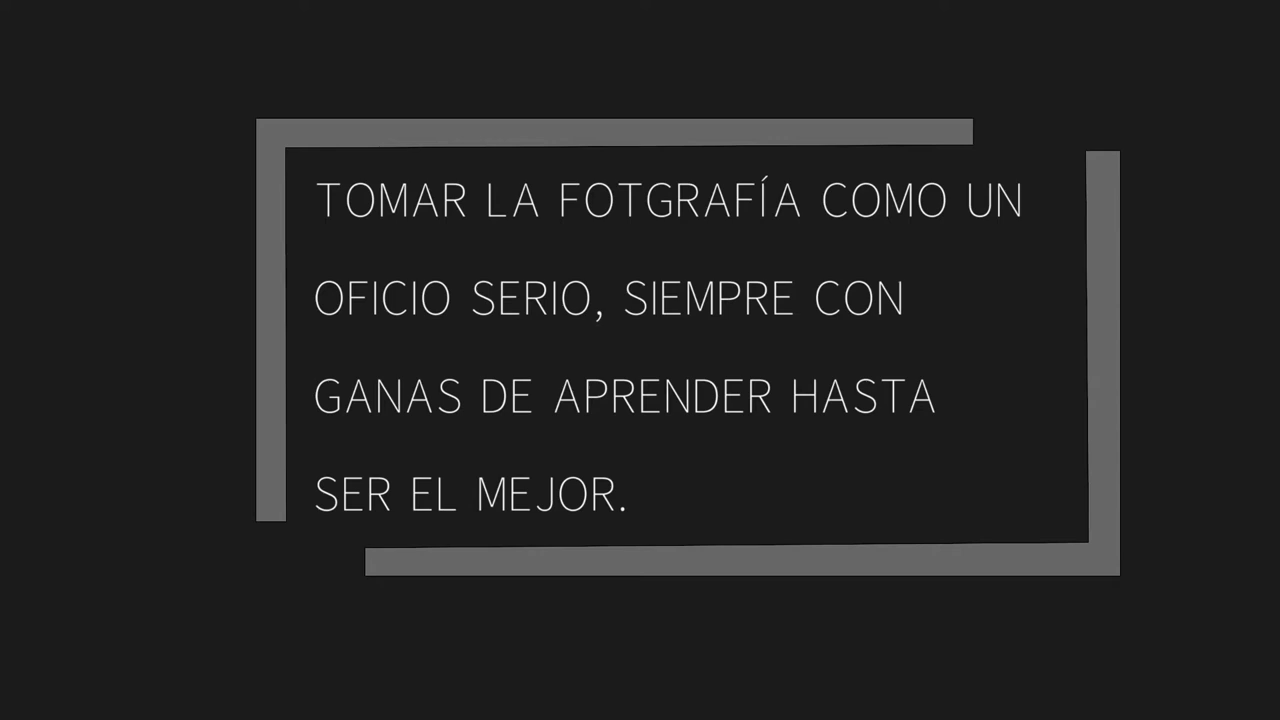 TOMAR LA FOTGRAFÍA COMO UN
OFICIO SERIO, SIEMPRE CON
GANAS DE APRENDER HASTA
SER EL MEJOR.